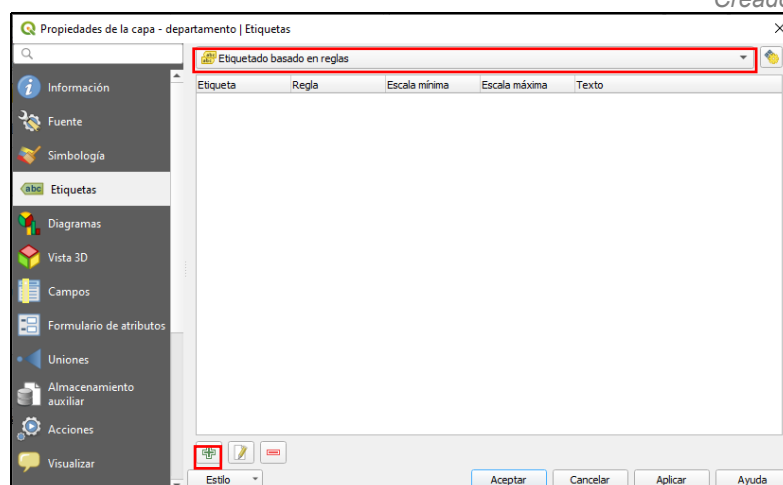 Creado
Propiedades de la capa - departamento | Etiquetas
Información
Fuente
Simbología
abc Etiquetas
Diagramas
Vista 3D
Campos
Formulario de atributos
Uniones
Almacenamiento
auxiliar
Acciones
Visualizar
Etiquetado basado en reglas
Etiqueta Regla Escala mínima Escala máxima Texto
Estilo Aceptar Cancelar Aplicar Ayuda